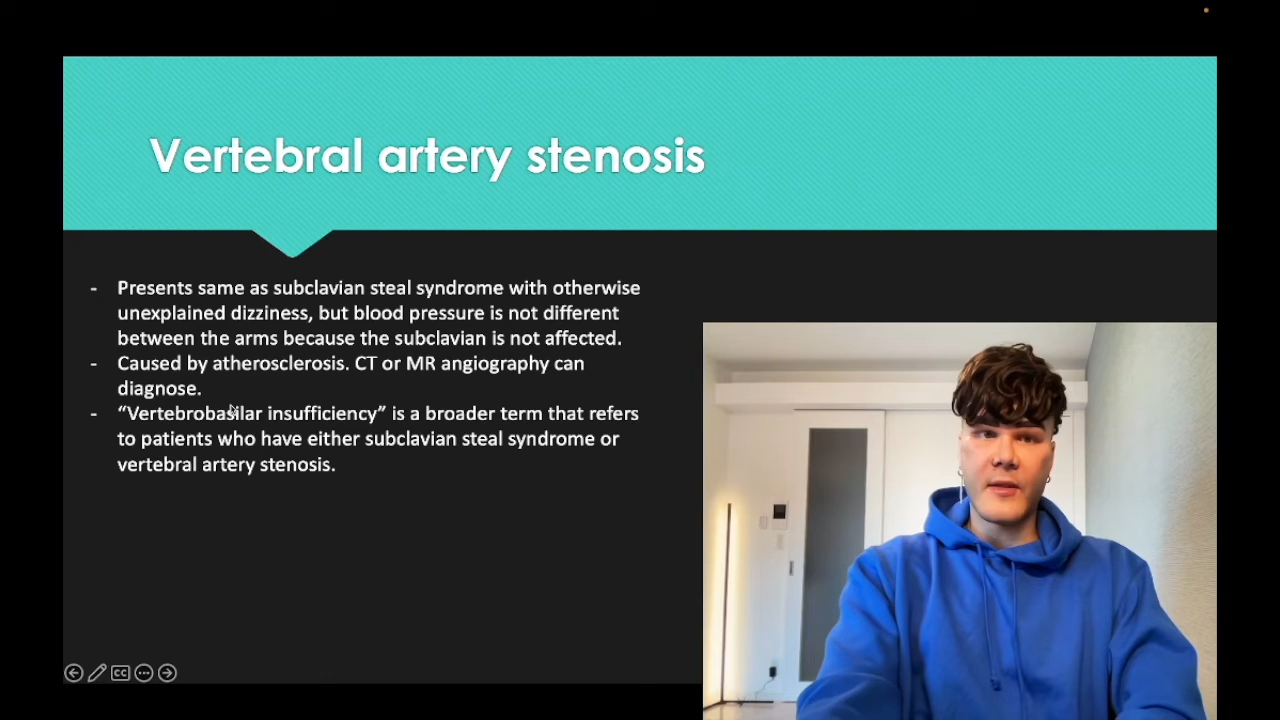 Vertebral artery stenosis
- Presents same as subclavian steal syndrome with otherwise
unexplained dizziness, but blood pressure is not different
between the arms because the subclavian is not affected.
- Caused by atherosclerosis. CT or MR angiography can
diagnose.
- “Vertebrobasilar insufficiency” is a broader term that refers
to patients who have either subclavian steal syndrome or
vertebral artery stenosis.
CC